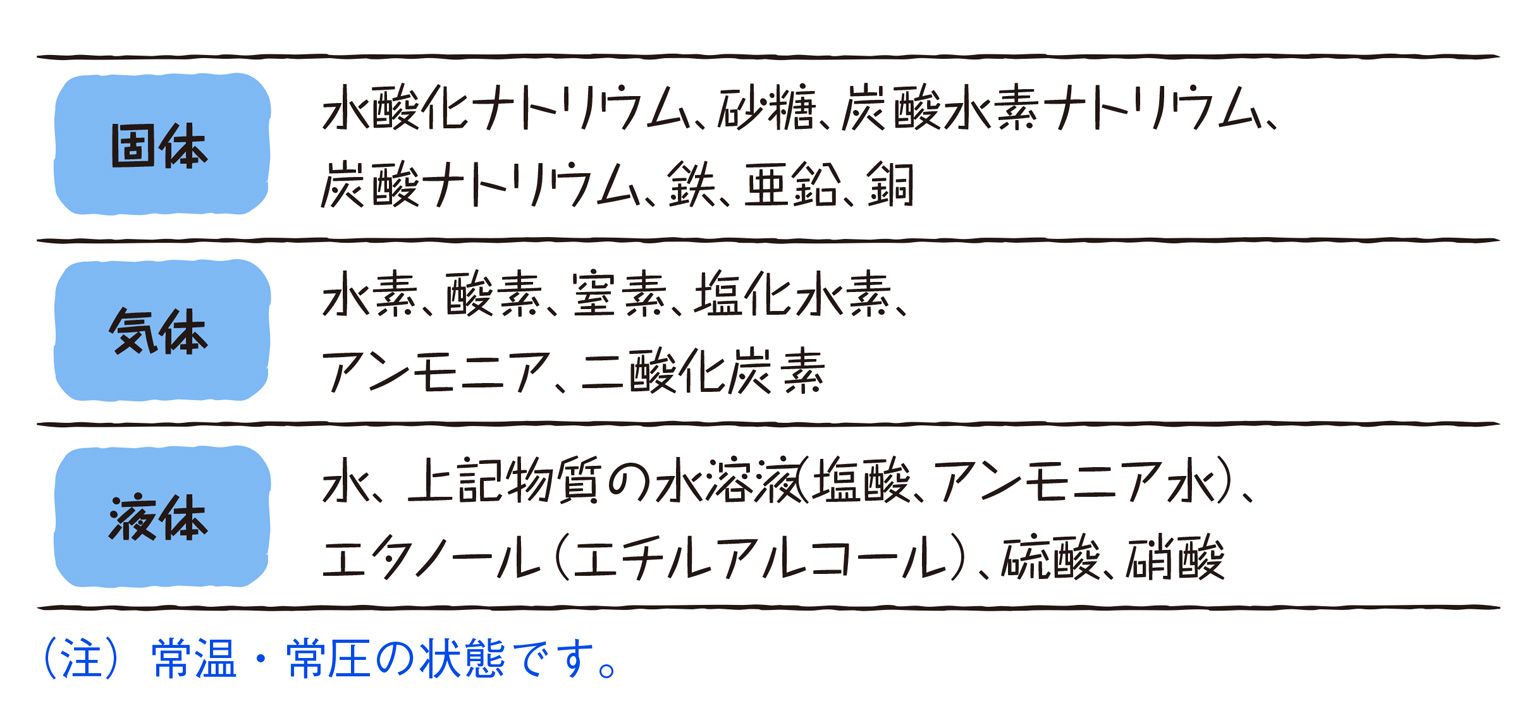 固体
水酸化ナトリウム、砂糖、炭酸水素ナトリウム、
炭酸ナトリウム、鉄、亜鉛、銅
気体
水素、酸素、窒素、塩化水素、
アンモニア、二酸化炭素
液体
水、上記物質の水溶液(塩酸、アンモニア水)、
エタノール(エチルアルコール)、硫酸、硝酸
(注) 常温・常圧の状態です。